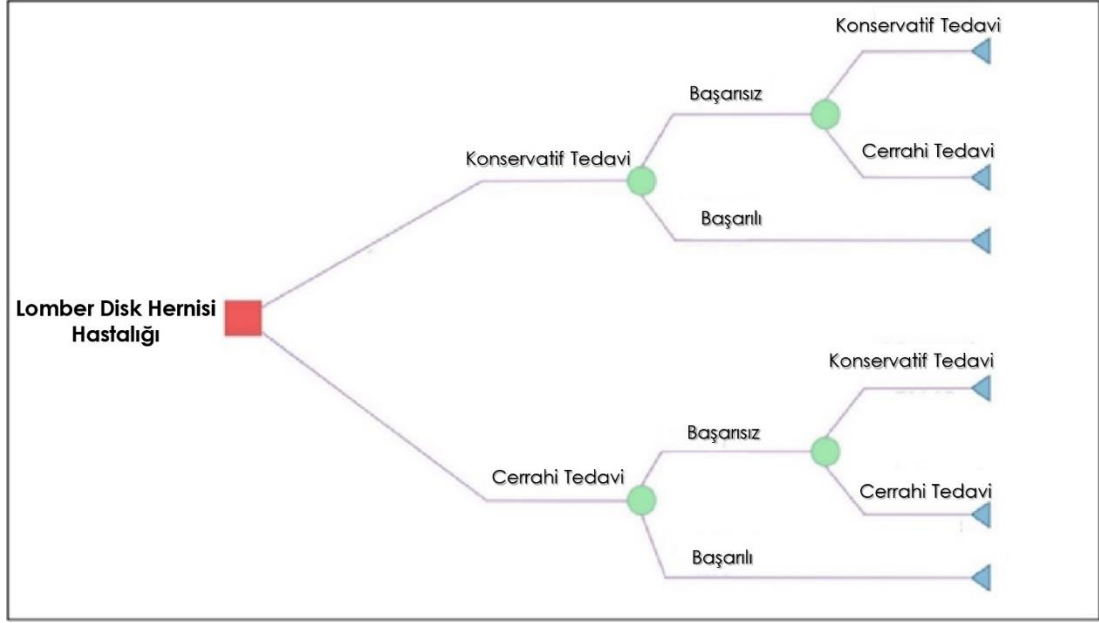 Konservatif Tedavi
Başarısız
Cerrahi Tedavi
Konservatif Tedavi
Başarılı
Lomber Disk Hernisi
Hastalığı
Konservatif Tedavi
Başarısız
Cerrahi Tedavi
Cerrahi Tedavi
Başarılı